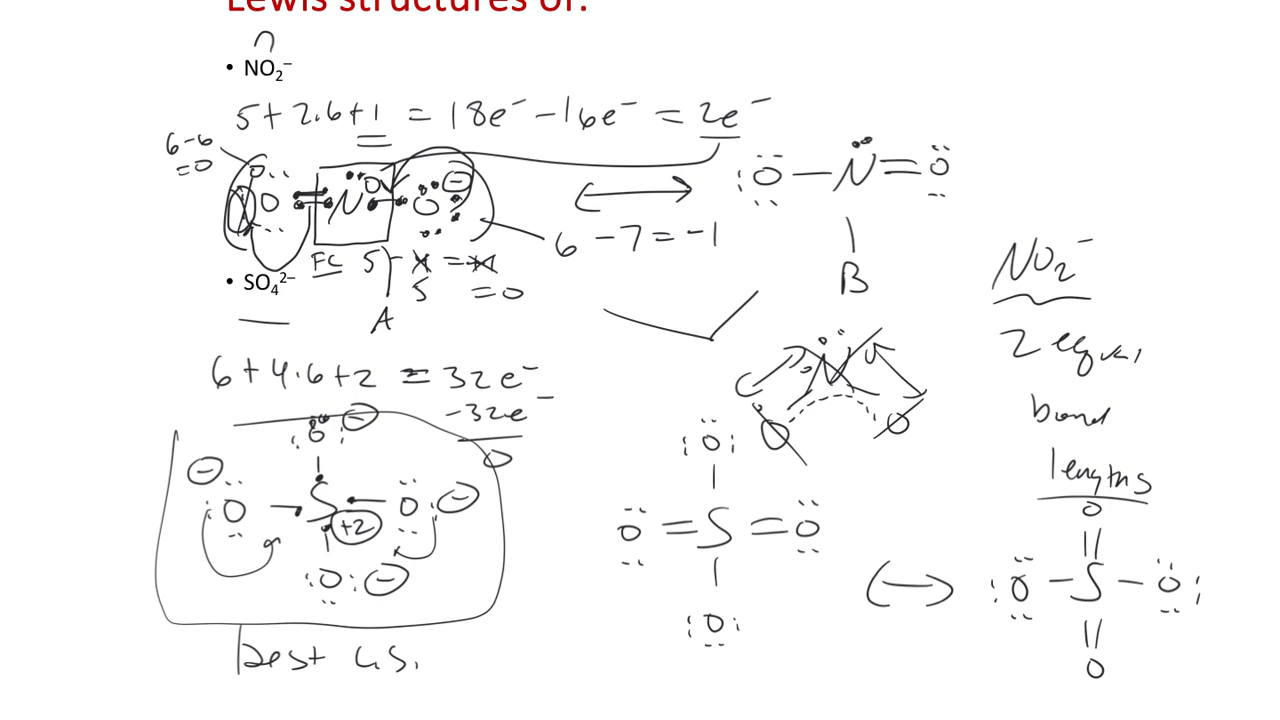 Lewis structures of:
• NO₂⁻
5 + 2.6 + 1 = 18e⁻ - 16e⁻ = 2e⁻
6-6
=0
O = N - O
:O - N = O
6 - 7 = -1
FC 5 - 5 = 0
A
B
NO₂⁻
2 equiv
bond
lengths
• SO₄²⁻
6 + 4.6 + 2 = 32e⁻
-32e⁻
0
O
O - S - O
+2
:O:
best L.S.
:O:
O = S = O
:O:
O
:O - S - O:
O
N
O O